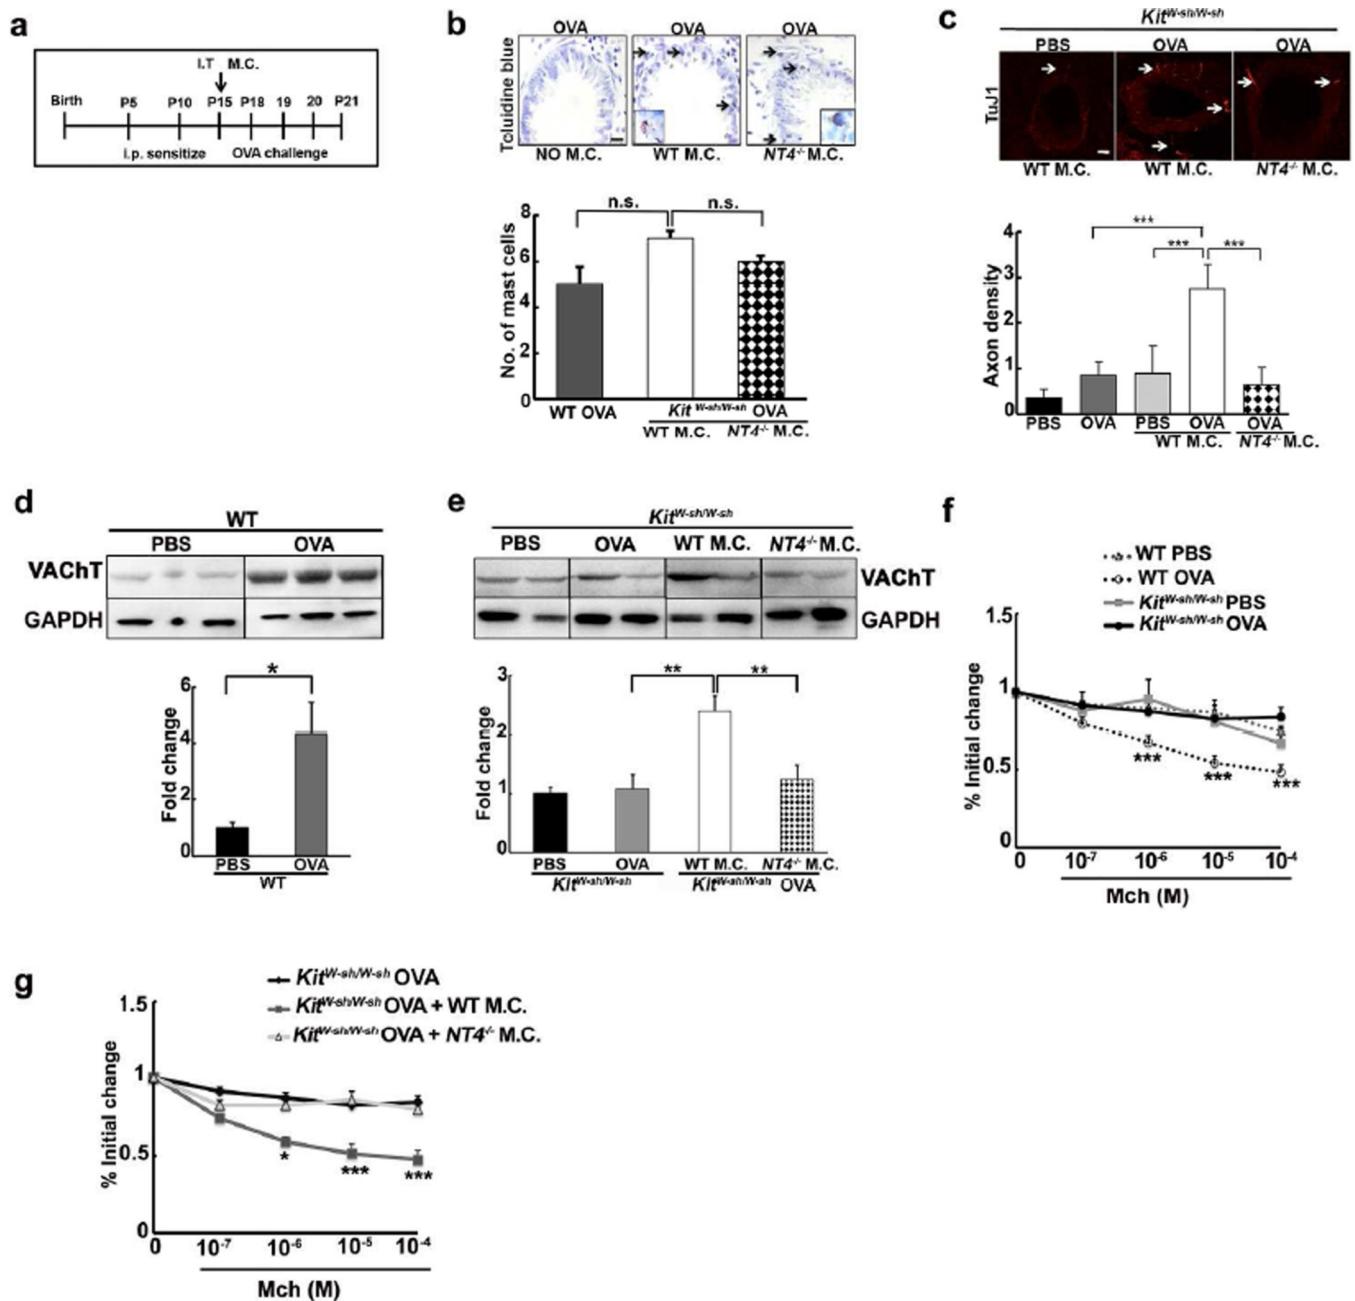 a
I.T M.C.
Birth P5 P10 P15 P18 19 20 P21
i.p. sensitize OVA challenge
b
OVA OVA OVA
Toluidine blue
NO M.C. WT M.C. NT4-/- M.C.
n.s. n.s.
No. of mast cells
8
6
4
2
0
WT OVA KitW-sh/W-sh OVA
WT M.C. NT4-/- M.C.
c
KitW-sh/W-sh
PBS OVA OVA
TuJ1
WT M.C. WT M.C. NT4-/- M.C.
***
*** ***
Axon density
4
3
2
1
0
PBS OVA PBS OVA OVA
WT M.C. NT4-/- M.C.
d
WT
PBS OVA
VAChT
GAPDH
*
Fold change
6
4
2
0
PBS OVA
WT
e
KitW-sh/W-sh
PBS OVA WT M.C. NT4-/- M.C.
VAChT
GAPDH
** **
Fold change
3
2
1
0
PBS OVA WT M.C. NT4-/- M.C.
KitW-sh/W-sh KitW-sh/W-sh OVA
f
WT PBS
WT OVA
KitW-sh/W-sh PBS
KitW-sh/W-sh OVA
% Initial change
1.5
1
0.5
0
*** *** ***
0 10-7 10-6 10-5 10-4
Mch (M)
g
KitW-sh/W-sh OVA
KitW-sh/W-sh OVA + WT M.C.
KitW-sh/W-sh OVA + NT4-/- M.C.
% Initial change
1.5
1
0.5
0
* *** ***
0 10-7 10-6 10-5 10-4
Mch (M)